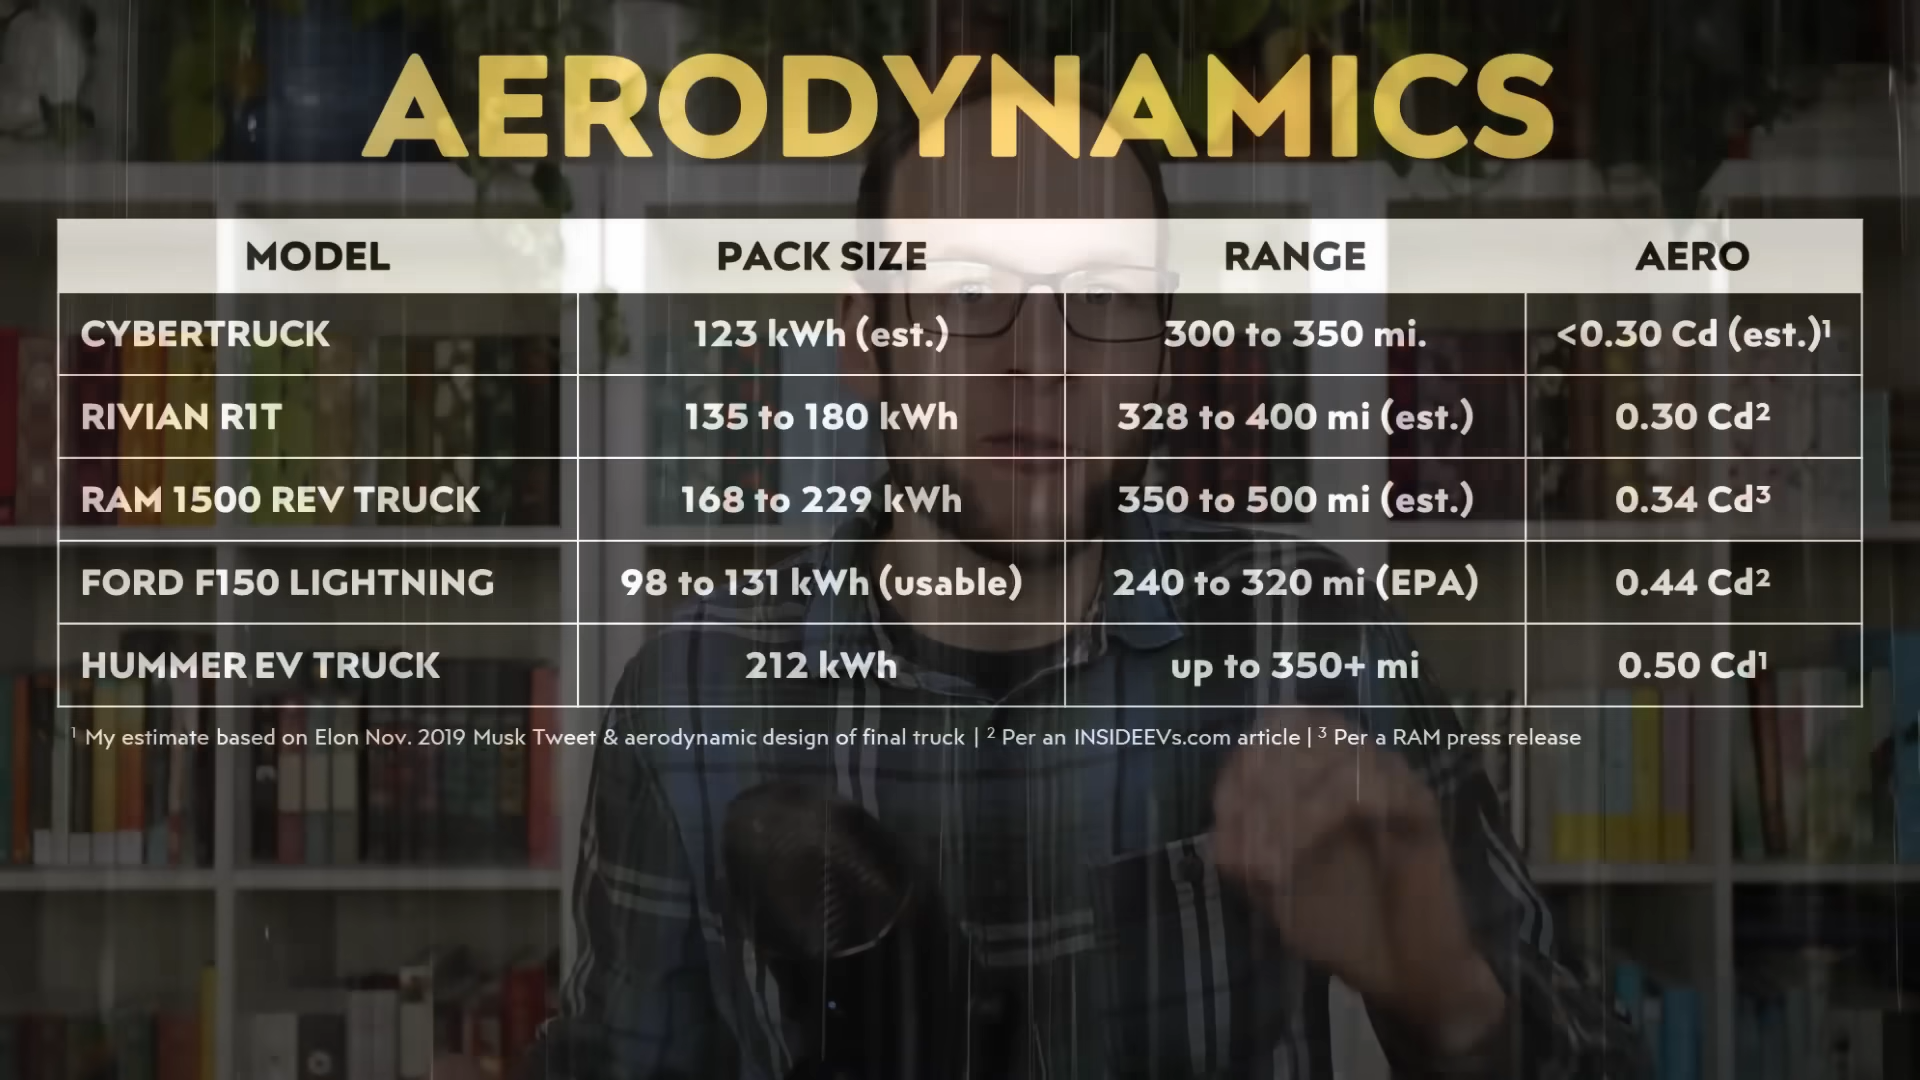 AERODYNAMICS
MODEL PACK SIZE RANGE AERO
CYBERTRUCK 123 kWh (est.) 300 to 350 mi. <0.30 Cd (est.)¹
RIVIAN R1T 135 to 180 kWh 328 to 400 mi (est.) 0.30 Cd²
RAM 1500 REV TRUCK 168 to 229 kWh 350 to 500 mi (est.) 0.34 Cd³
FORD F150 LIGHTNING 98 to 131 kWh (usable) 240 to 320 mi (EPA) 0.44 Cd²
HUMMER EV TRUCK 212 kWh up to 350+ mi 0.50 Cd¹
¹ My estimate based on Elon Nov. 2019 Musk Tweet & aerodynamic design of final truck | ² Per an INSIDEEVs.com article | ³ Per a RAM press release